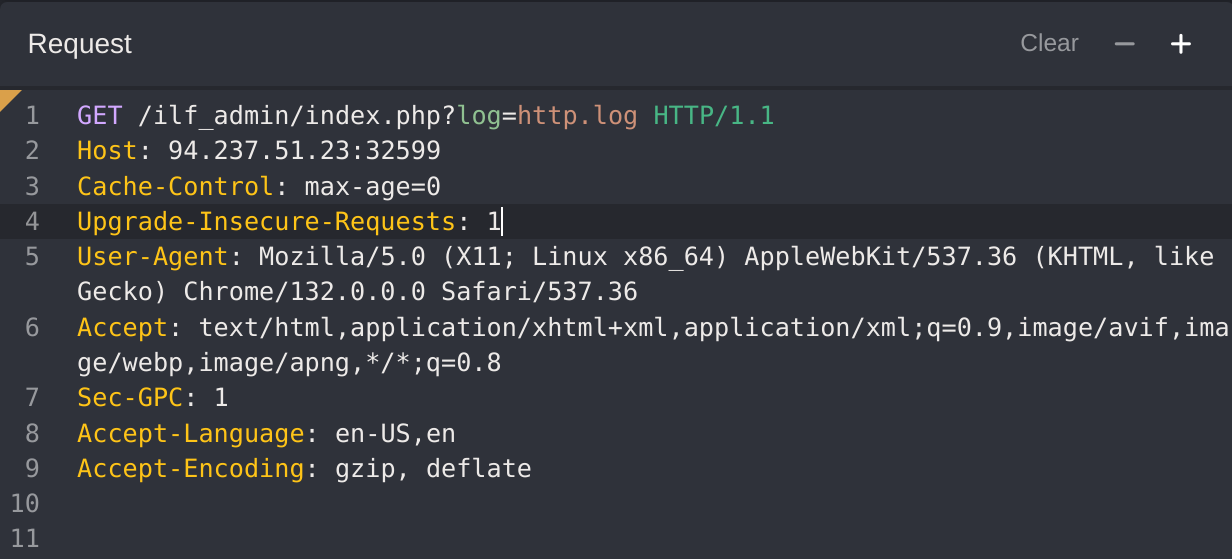 Request
Clear
1 GET /ilf_admin/index.php?log=http.log HTTP/1.1
2 Host: 94.237.51.23:32599
3 Cache-Control: max-age=0
4 Upgrade-Insecure-Requests: 1
5 User-Agent: Mozilla/5.0 (X11; Linux x86_64) AppleWebKit/537.36 (KHTML, like
Gecko) Chrome/132.0.0.0 Safari/537.36
6 Accept: text/html,application/xhtml+xml,application/xml;q=0.9,image/avif,ima
ge/webp,image/apng,*/*;q=0.8
7 Sec-GPC: 1
8 Accept-Language: en-US,en
9 Accept-Encoding: gzip, deflate
10
11